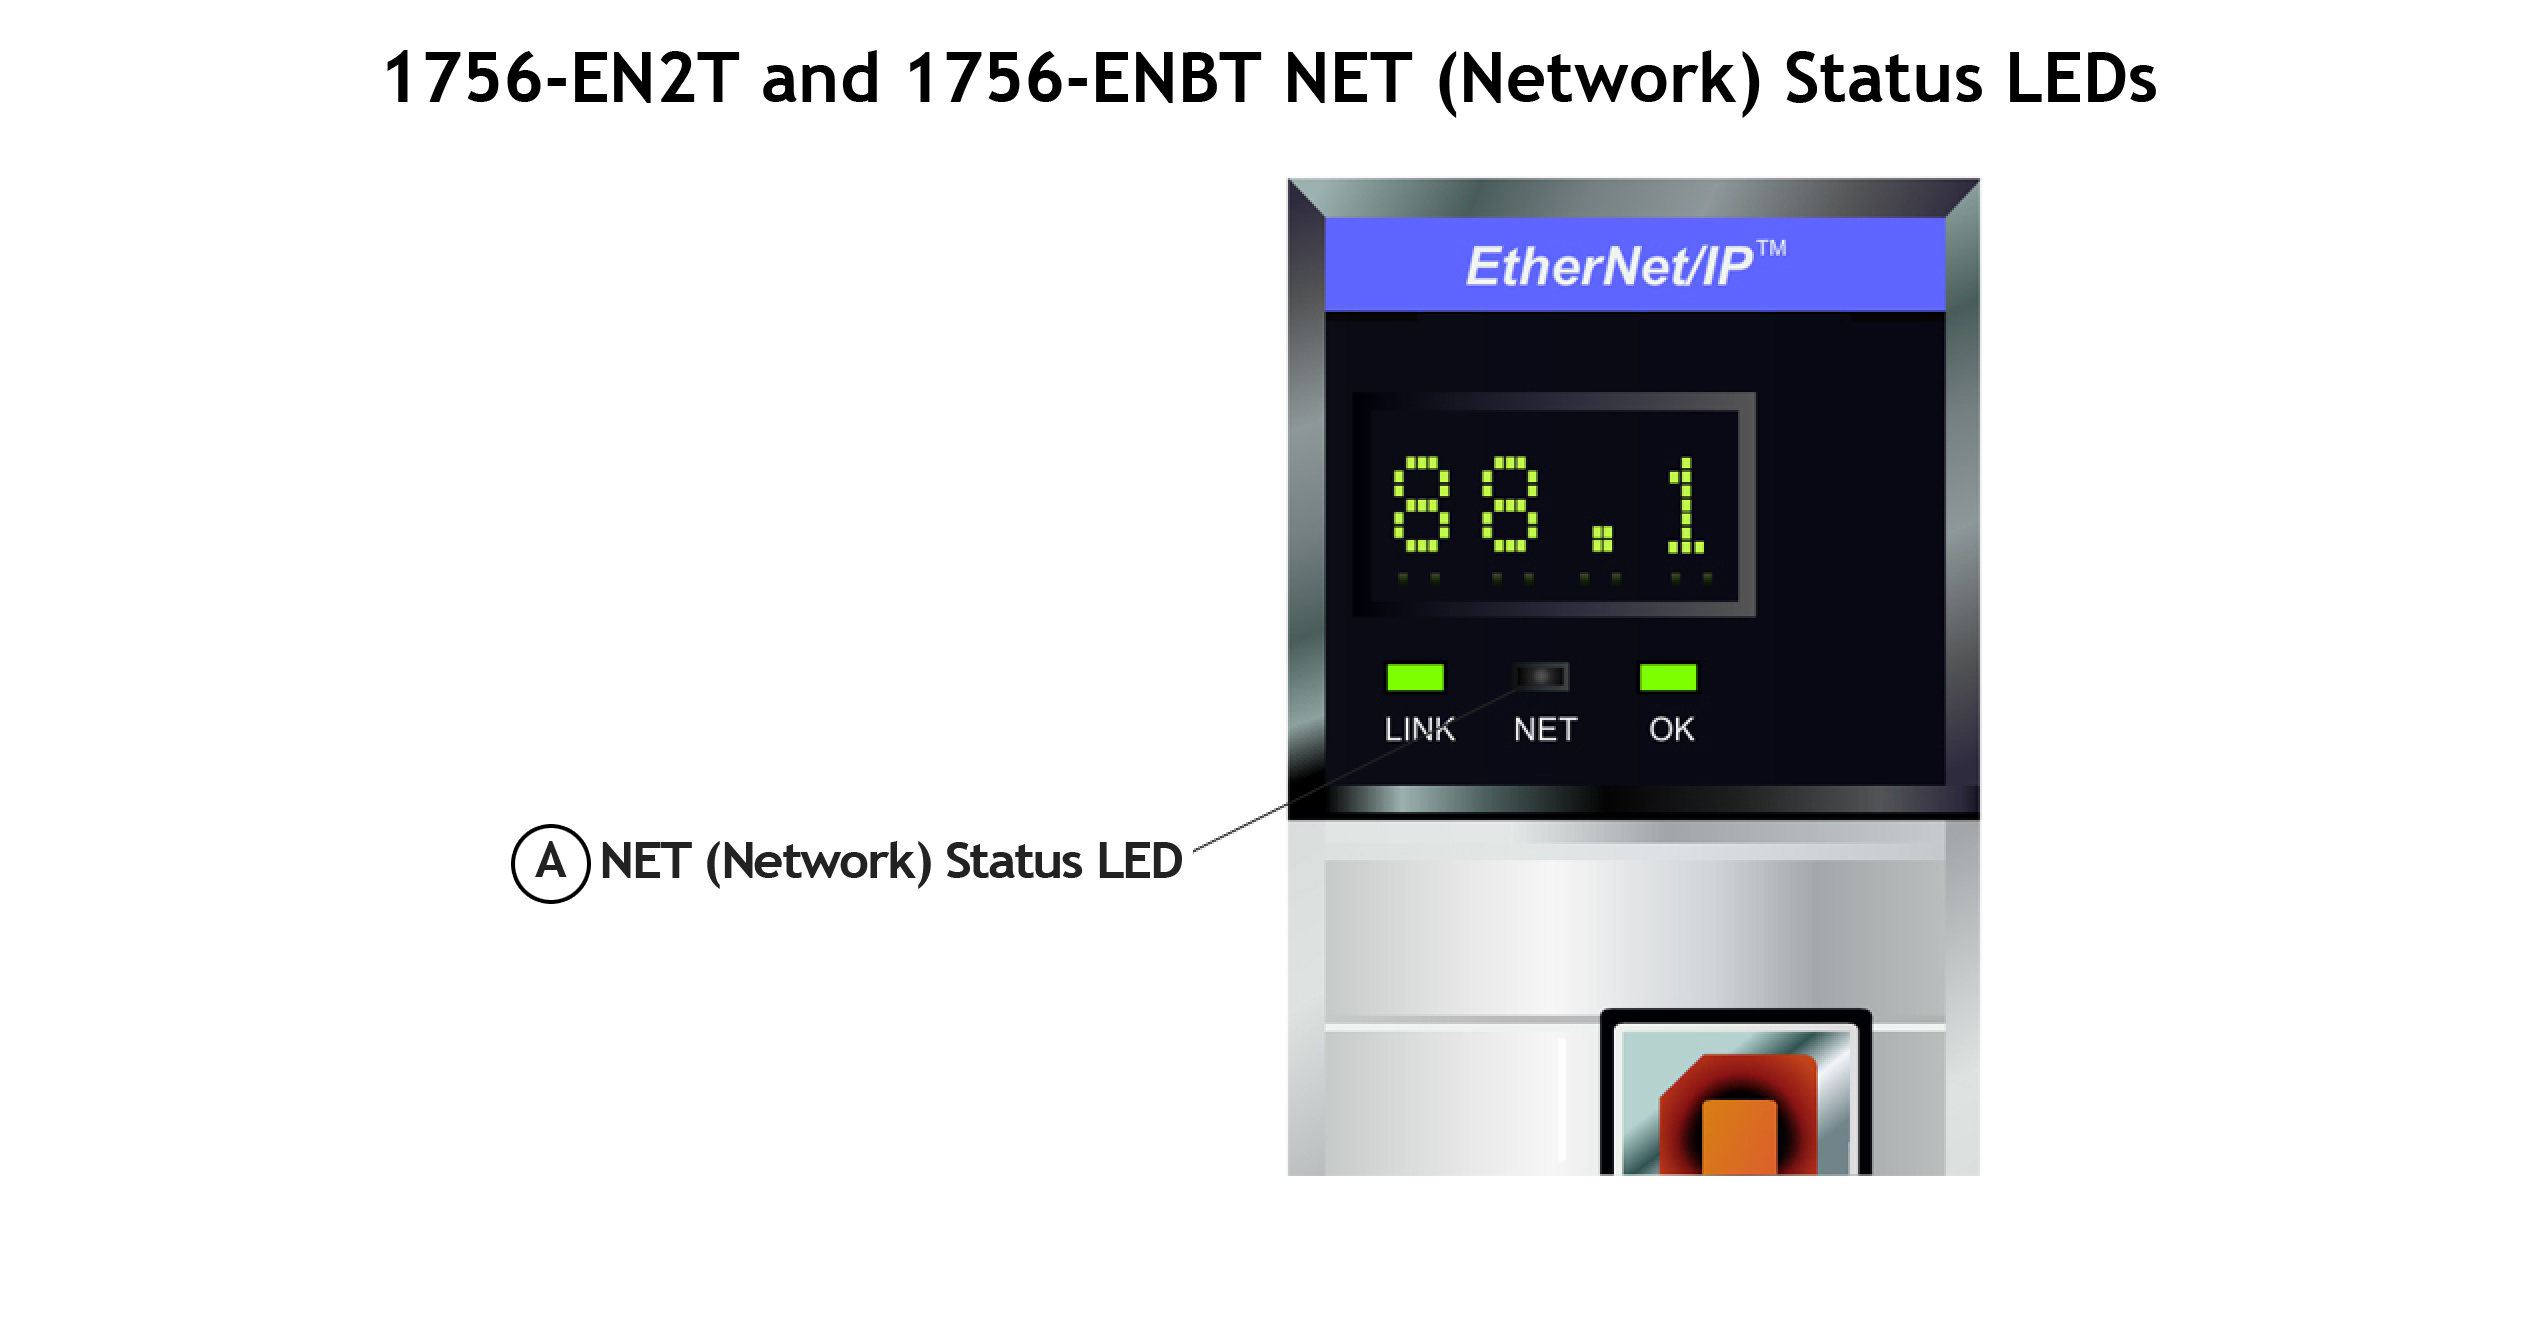 1756-EN2T and 1756-ENBT NET (Network) Status LEDs
EtherNet/IP™
88.1
LINK NET OK
A NET (Network) Status LED